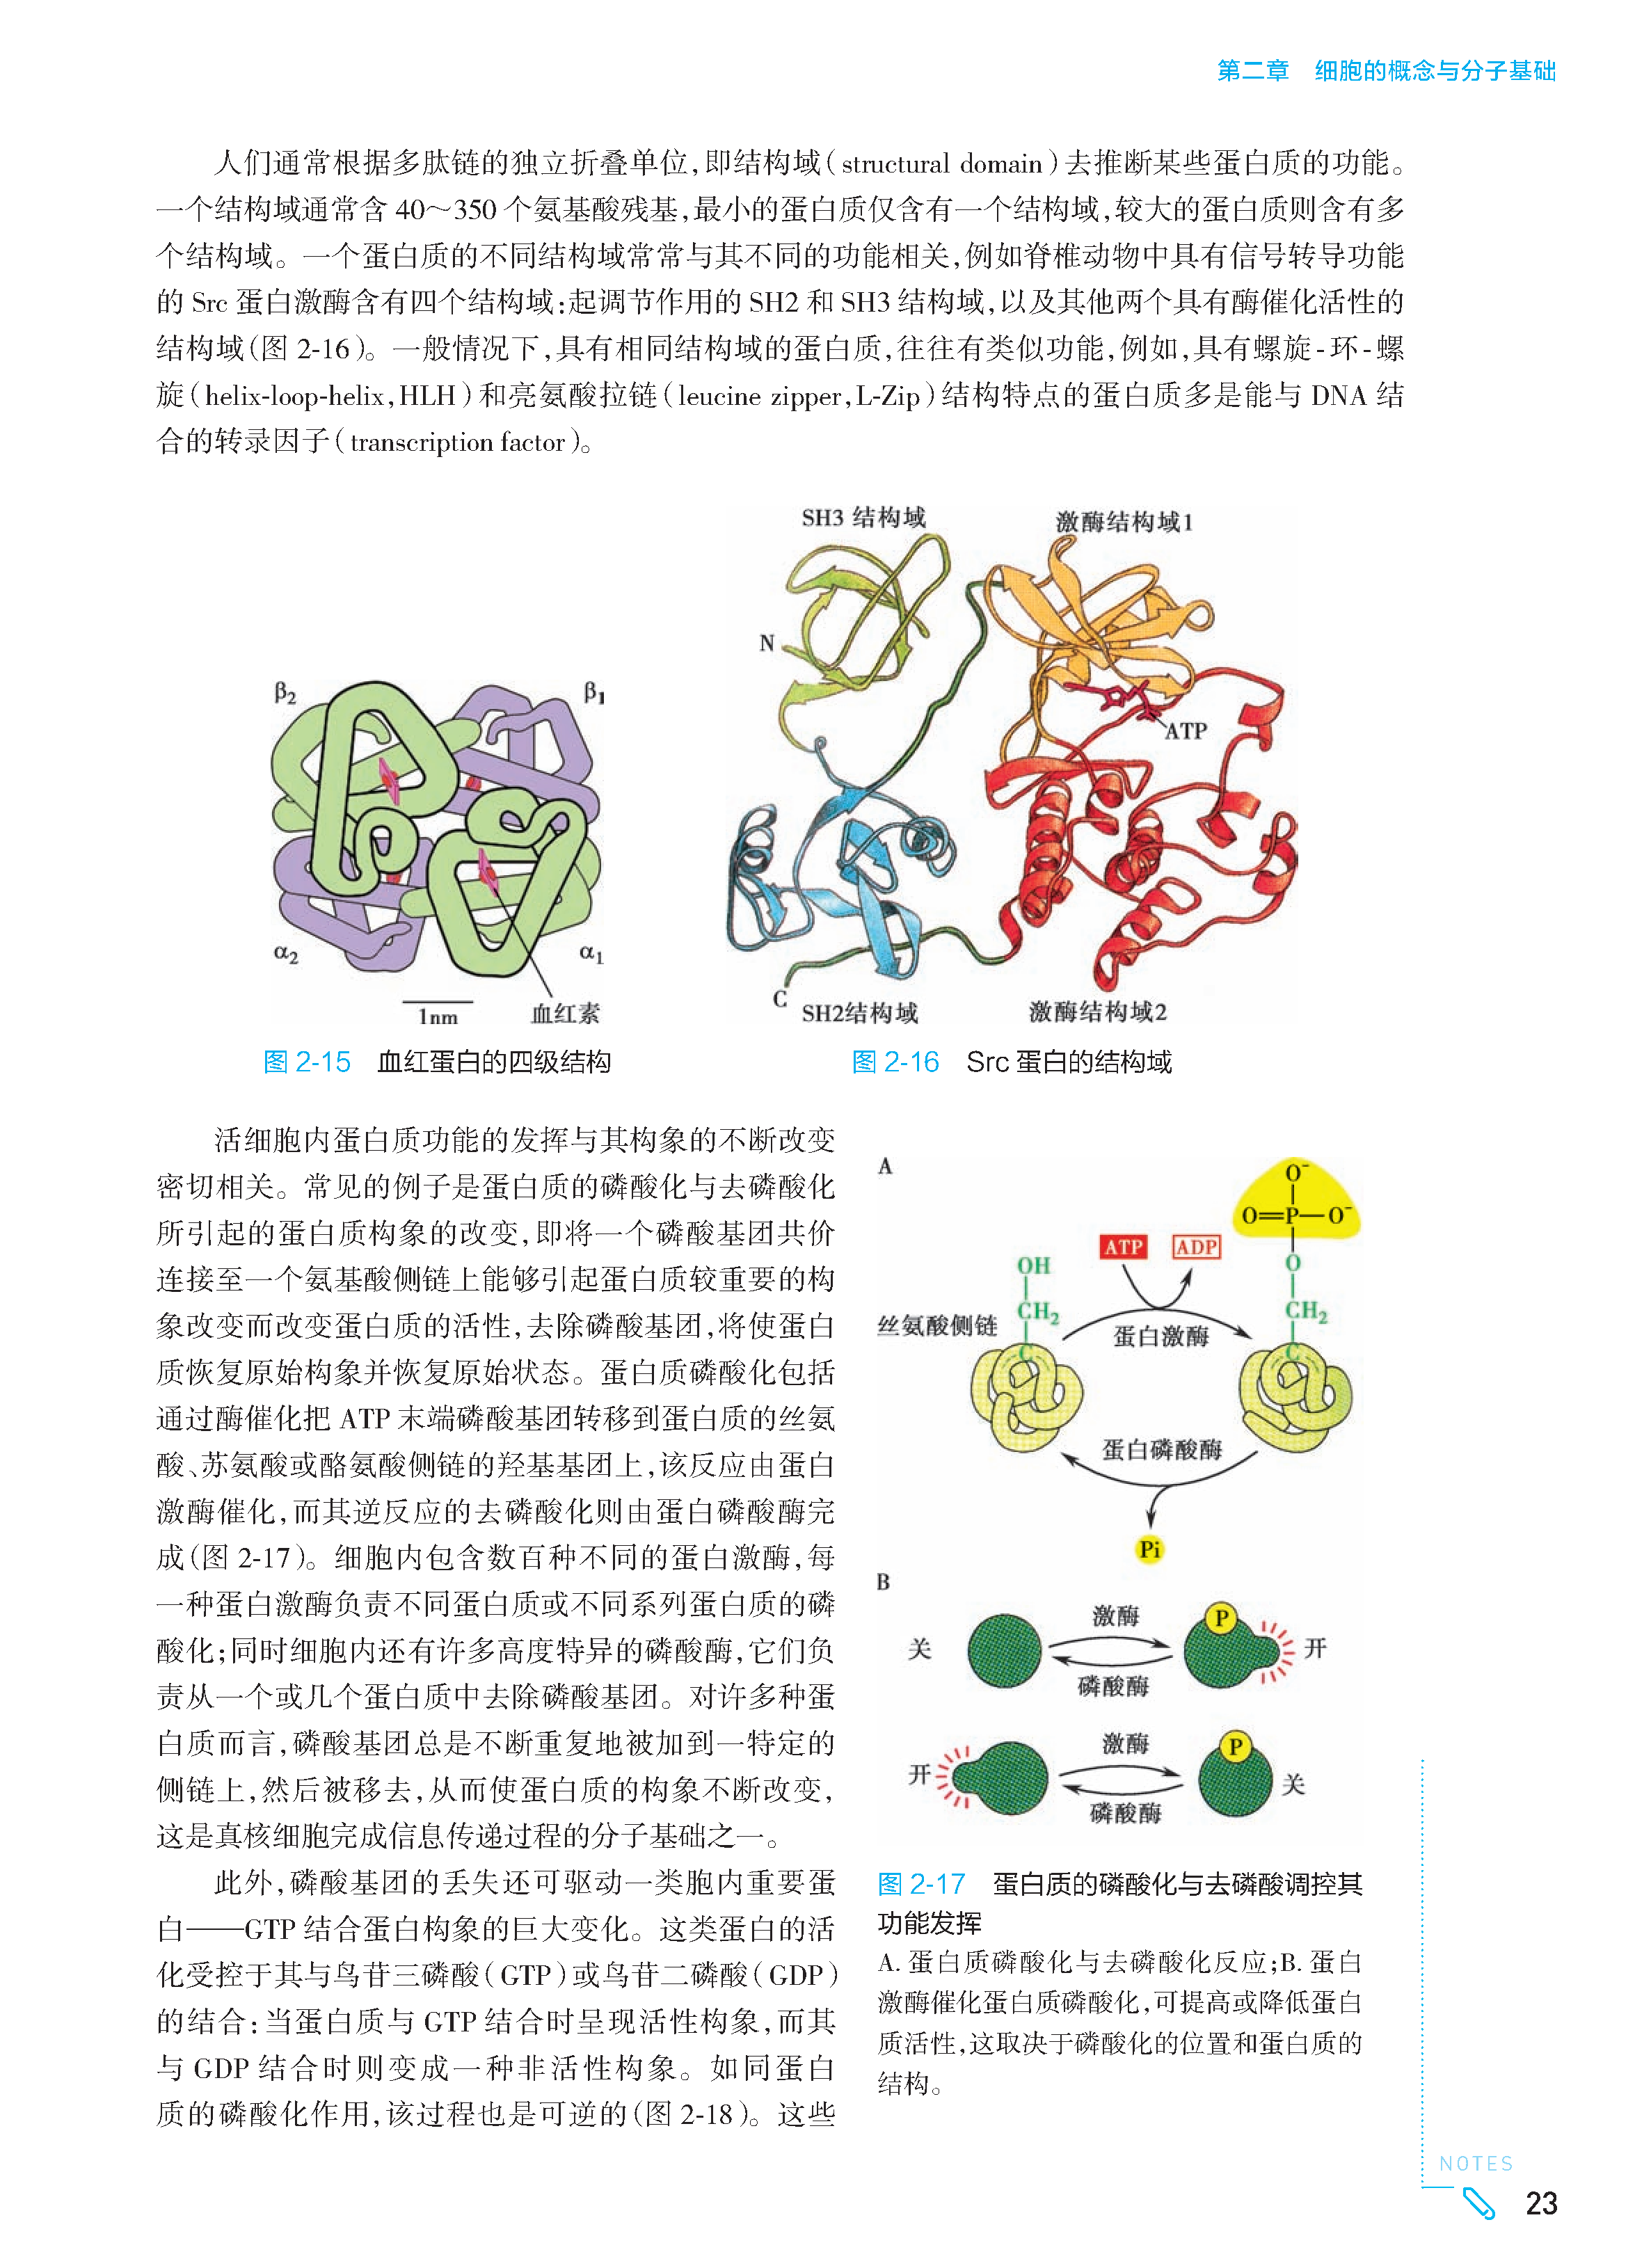 第二章　细胞的概念与分子基础
人们通常根据多肽链的独立折叠单位,即结构域(structural domain)去推断某些蛋白质的功能。
一个结构域通常含 40~350 个氨基酸残基,最小的蛋白质仅含有一个结构域,较大的蛋白质则含有多
个结构域。一个蛋白质的不同结构域常常与其不同的功能相关,例如脊椎动物中具有信号转导功能
的 Src 蛋白激酶含有四个结构域:起调节作用的 SH2 和 SH3 结构域,以及其他两个具有酶催化活性的
结构域(图 2-16)。一般情况下,具有相同结构域的蛋白质,往往有类似功能,例如,具有螺旋-环-螺
旋(helix-loop-helix,HLH)和亮氨酸拉链(leucine zipper,L-Zip)结构特点的蛋白质多是能与 DNA 结
合的转录因子(transcription factor)。
β2
β1
α2
α1
1nm
血红素
图 2-15　血红蛋白的四级结构
SH3 结构域
激酶结构域1
N
ATP
C
SH2结构域
激酶结构域2
图 2-16　Src 蛋白的结构域
活细胞内蛋白质功能的发挥与其构象的不断改变
密切相关。常见的例子是蛋白质的磷酸化与去磷酸化
所引起的蛋白质构象的改变,即将一个磷酸基团共价
连接至一个氨基酸侧链上能够引起蛋白质较重要的构
象改变而改变蛋白质的活性,去除磷酸基团,将使蛋白
质恢复原始构象并恢复原始状态。蛋白质磷酸化包括
通过酶催化把 ATP 末端磷酸基团转移到蛋白质的丝氨
酸、苏氨酸或酪氨酸侧链的羟基基团上,该反应由蛋白
激酶催化,而其逆反应的去磷酸化则由蛋白磷酸酶完
成(图 2-17)。细胞内包含数百种不同的蛋白激酶,每
一种蛋白激酶负责不同蛋白质或不同系列蛋白质的磷
酸化;同时细胞内还有许多高度特异的磷酸酶,它们负
责从一个或几个蛋白质中去除磷酸基团。对许多种蛋
白质而言,磷酸基团总是不断重复地被加到一特定的
侧链上,然后被移去,从而使蛋白质的构象不断改变,
这是真核细胞完成信息传递过程的分子基础之一。
此外,磷酸基团的丢失还可驱动一类胞内重要蛋
白——GTP 结合蛋白构象的巨大变化。这类蛋白的活
化受控于其与鸟苷三磷酸(GTP)或鸟苷二磷酸(GDP)
的结合:当蛋白质与 GTP 结合时呈现活性构象,而其
与 GDP 结合时则变成一种非活性构象。如同蛋白
质的磷酸化作用,该过程也是可逆的(图 2-18)。这些
A
O⁻
O=P—O⁻
O
CH2
C
ATP
ADP
OH
CH2
C
丝氨酸侧链
蛋白激酶
蛋白磷酸酶
Pi
B
关
激酶
磷酸酶
P
开
开
激酶
磷酸酶
P
关
图 2-17　蛋白质的磷酸化与去磷酸调控其
功能发挥
A. 蛋白质磷酸化与去磷酸化反应;B. 蛋白
激酶催化蛋白质磷酸化,可提高或降低蛋白
质活性,这取决于磷酸化的位置和蛋白质的
结构。
NOTES
23